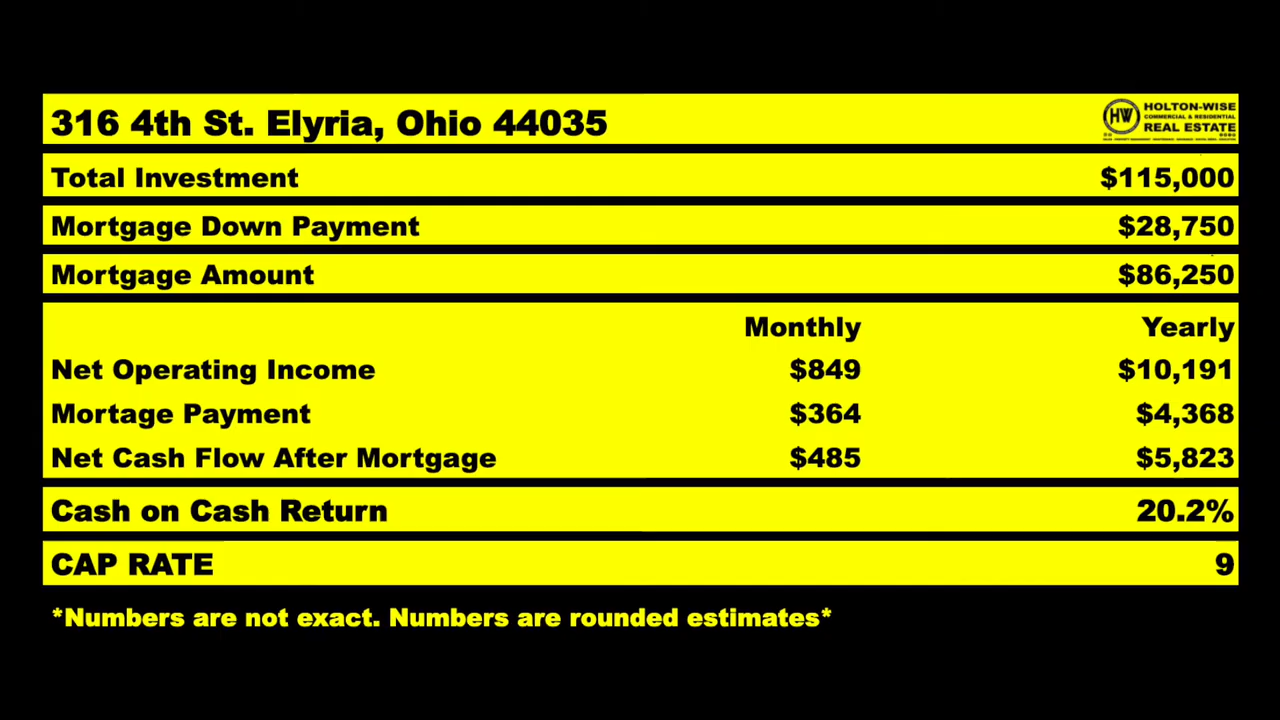 316 4th St. Elyria, Ohio 44035
HW
HOLTON-WISE
COMMERCIAL & RESIDENTIAL
REAL ESTATE
Total Investment $115,000
Mortgage Down Payment $28,750
Mortgage Amount $86,250
Monthly Yearly
Net Operating Income $849 $10,191
Mortage Payment $364 $4,368
Net Cash Flow After Mortgage $485 $5,823
Cash on Cash Return 20.2%
CAP RATE 9
*Numbers are not exact. Numbers are rounded estimates*